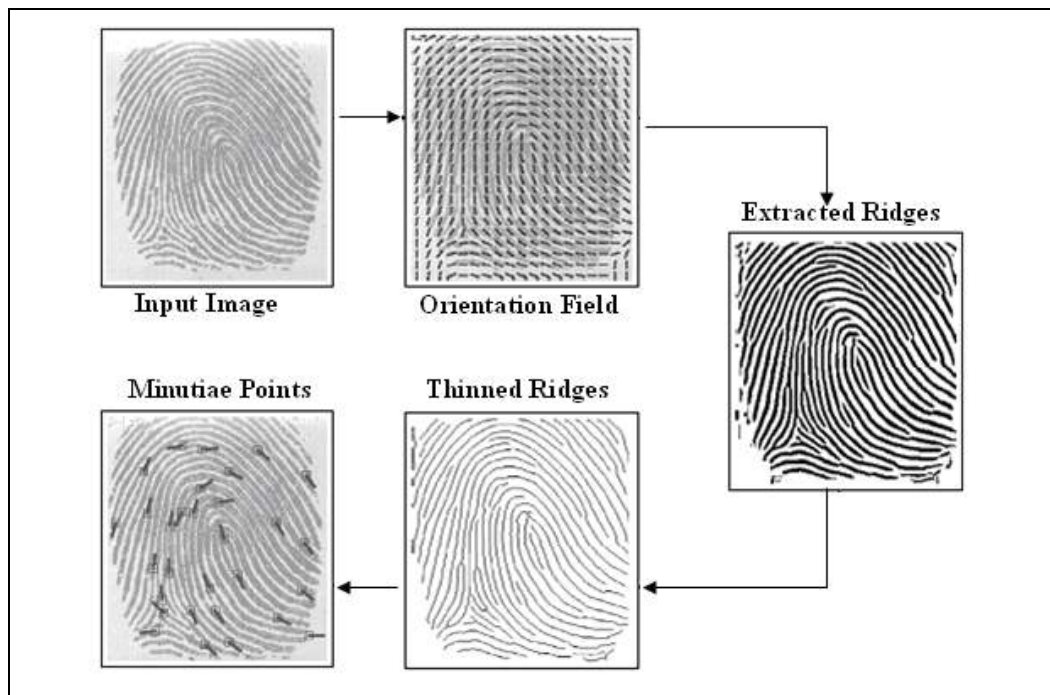 Input Image
Orientation Field
Extracted Ridges
Thinned Ridges
Minutiae Points